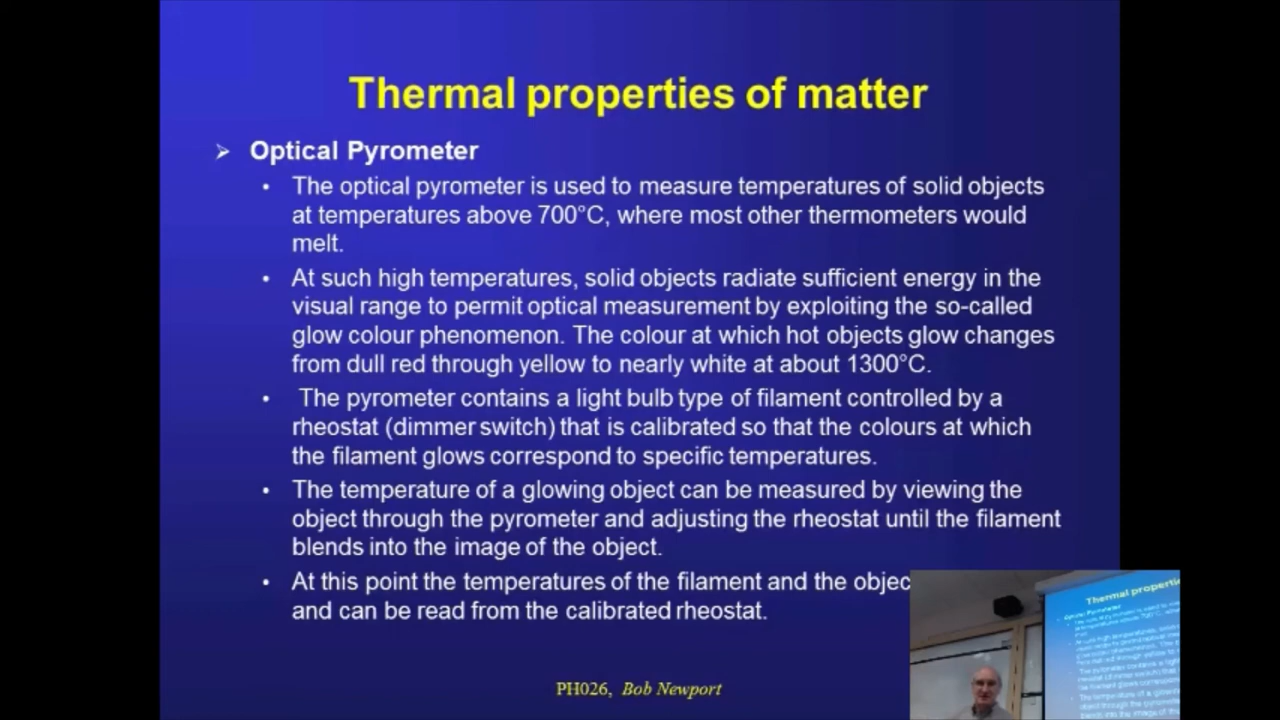 Thermal properties of matter
➢ Optical Pyrometer
• The optical pyrometer is used to measure temperatures of solid objects
at temperatures above 700°C, where most other thermometers would
melt.
• At such high temperatures, solid objects radiate sufficient energy in the
visual range to permit optical measurement by exploiting the so-called
glow colour phenomenon. The colour at which hot objects glow changes
from dull red through yellow to nearly white at about 1300°C.
• The pyrometer contains a light bulb type of filament controlled by a
rheostat (dimmer switch) that is calibrated so that the colours at which
the filament glows correspond to specific temperatures.
• The temperature of a glowing object can be measured by viewing the
object through the pyrometer and adjusting the rheostat until the filament
blends into the image of the object.
• At this point the temperatures of the filament and the objec
and can be read from the calibrated rheostat.
PH026, Bob Newport
Thermal properti
Optical Pyrometer